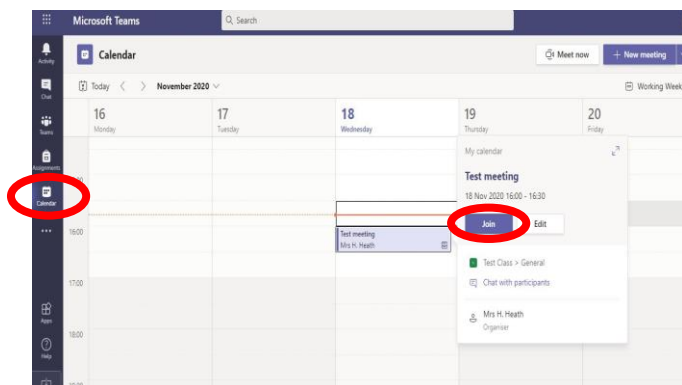 Microsoft Teams
Search
Activity
Calendar
Meet now
+ New meeting
Chat
Today
November 2020
Working Week
Teams
16
Monday
17
Tuesday
18
Wednesday
19
Thursday
20
Friday
Assignments
My calendar
Test meeting
18 Nov 2020 16:00 - 16:30
Calendar
Join
Edit
16:00
Test meeting
Mrs H. Heath
Test Class > General
17:00
Chat with participants
Apps
Mrs H. Heath
Organiser
18:00
Help